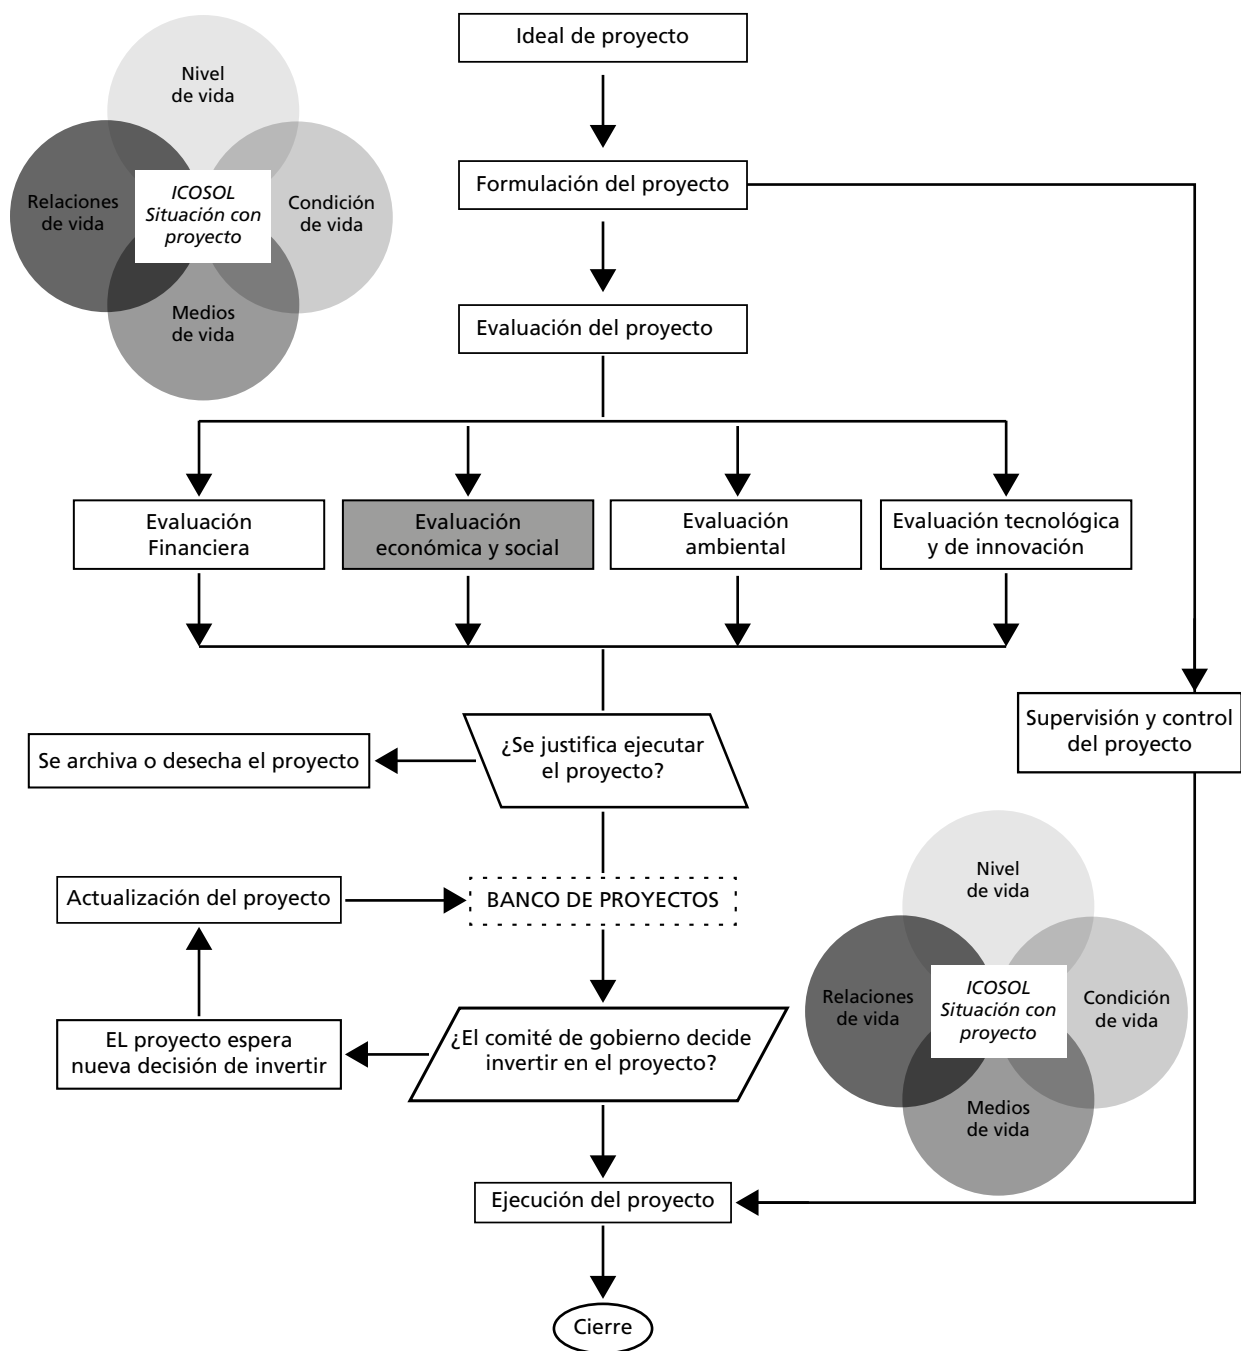 Ideal de proyecto
Nivel
de vida
Relaciones
de vida
ICOSOL
Situación con
proyecto
Condición
de vida
Medios
de vida
Formulación del proyecto
Evaluación del proyecto
Evaluación
Financiera
Evaluación
económica y social
Evaluación
ambiental
Evaluación tecnológica
y de innovación
¿Se justifica ejecutar
el proyecto?
Se archiva o desecha el proyecto
Supervisión y control
del proyecto
Actualización del proyecto
BANCO DE PROYECTOS
EL proyecto espera
nueva decisión de invertir
¿El comité de gobierno decide
invertir en el proyecto?
Nivel
de vida
Relaciones
de vida
ICOSOL
Situación con
proyecto
Condición
de vida
Medios
de vida
Ejecución del proyecto
Cierre